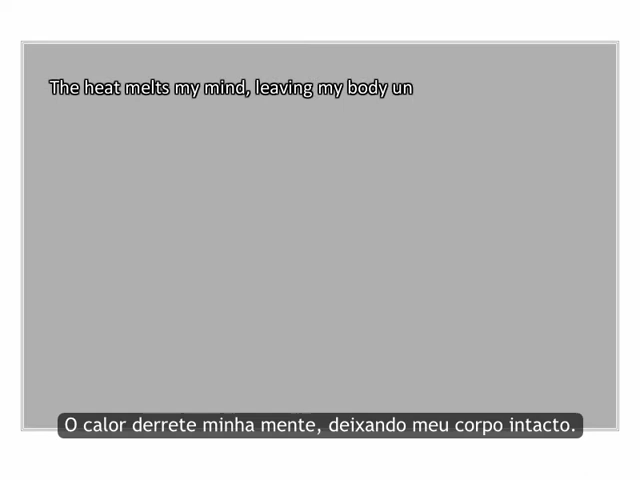 The heat melts my mind, leaving my body un
O calor derrete minha mente, deixando meu corpo intacto.